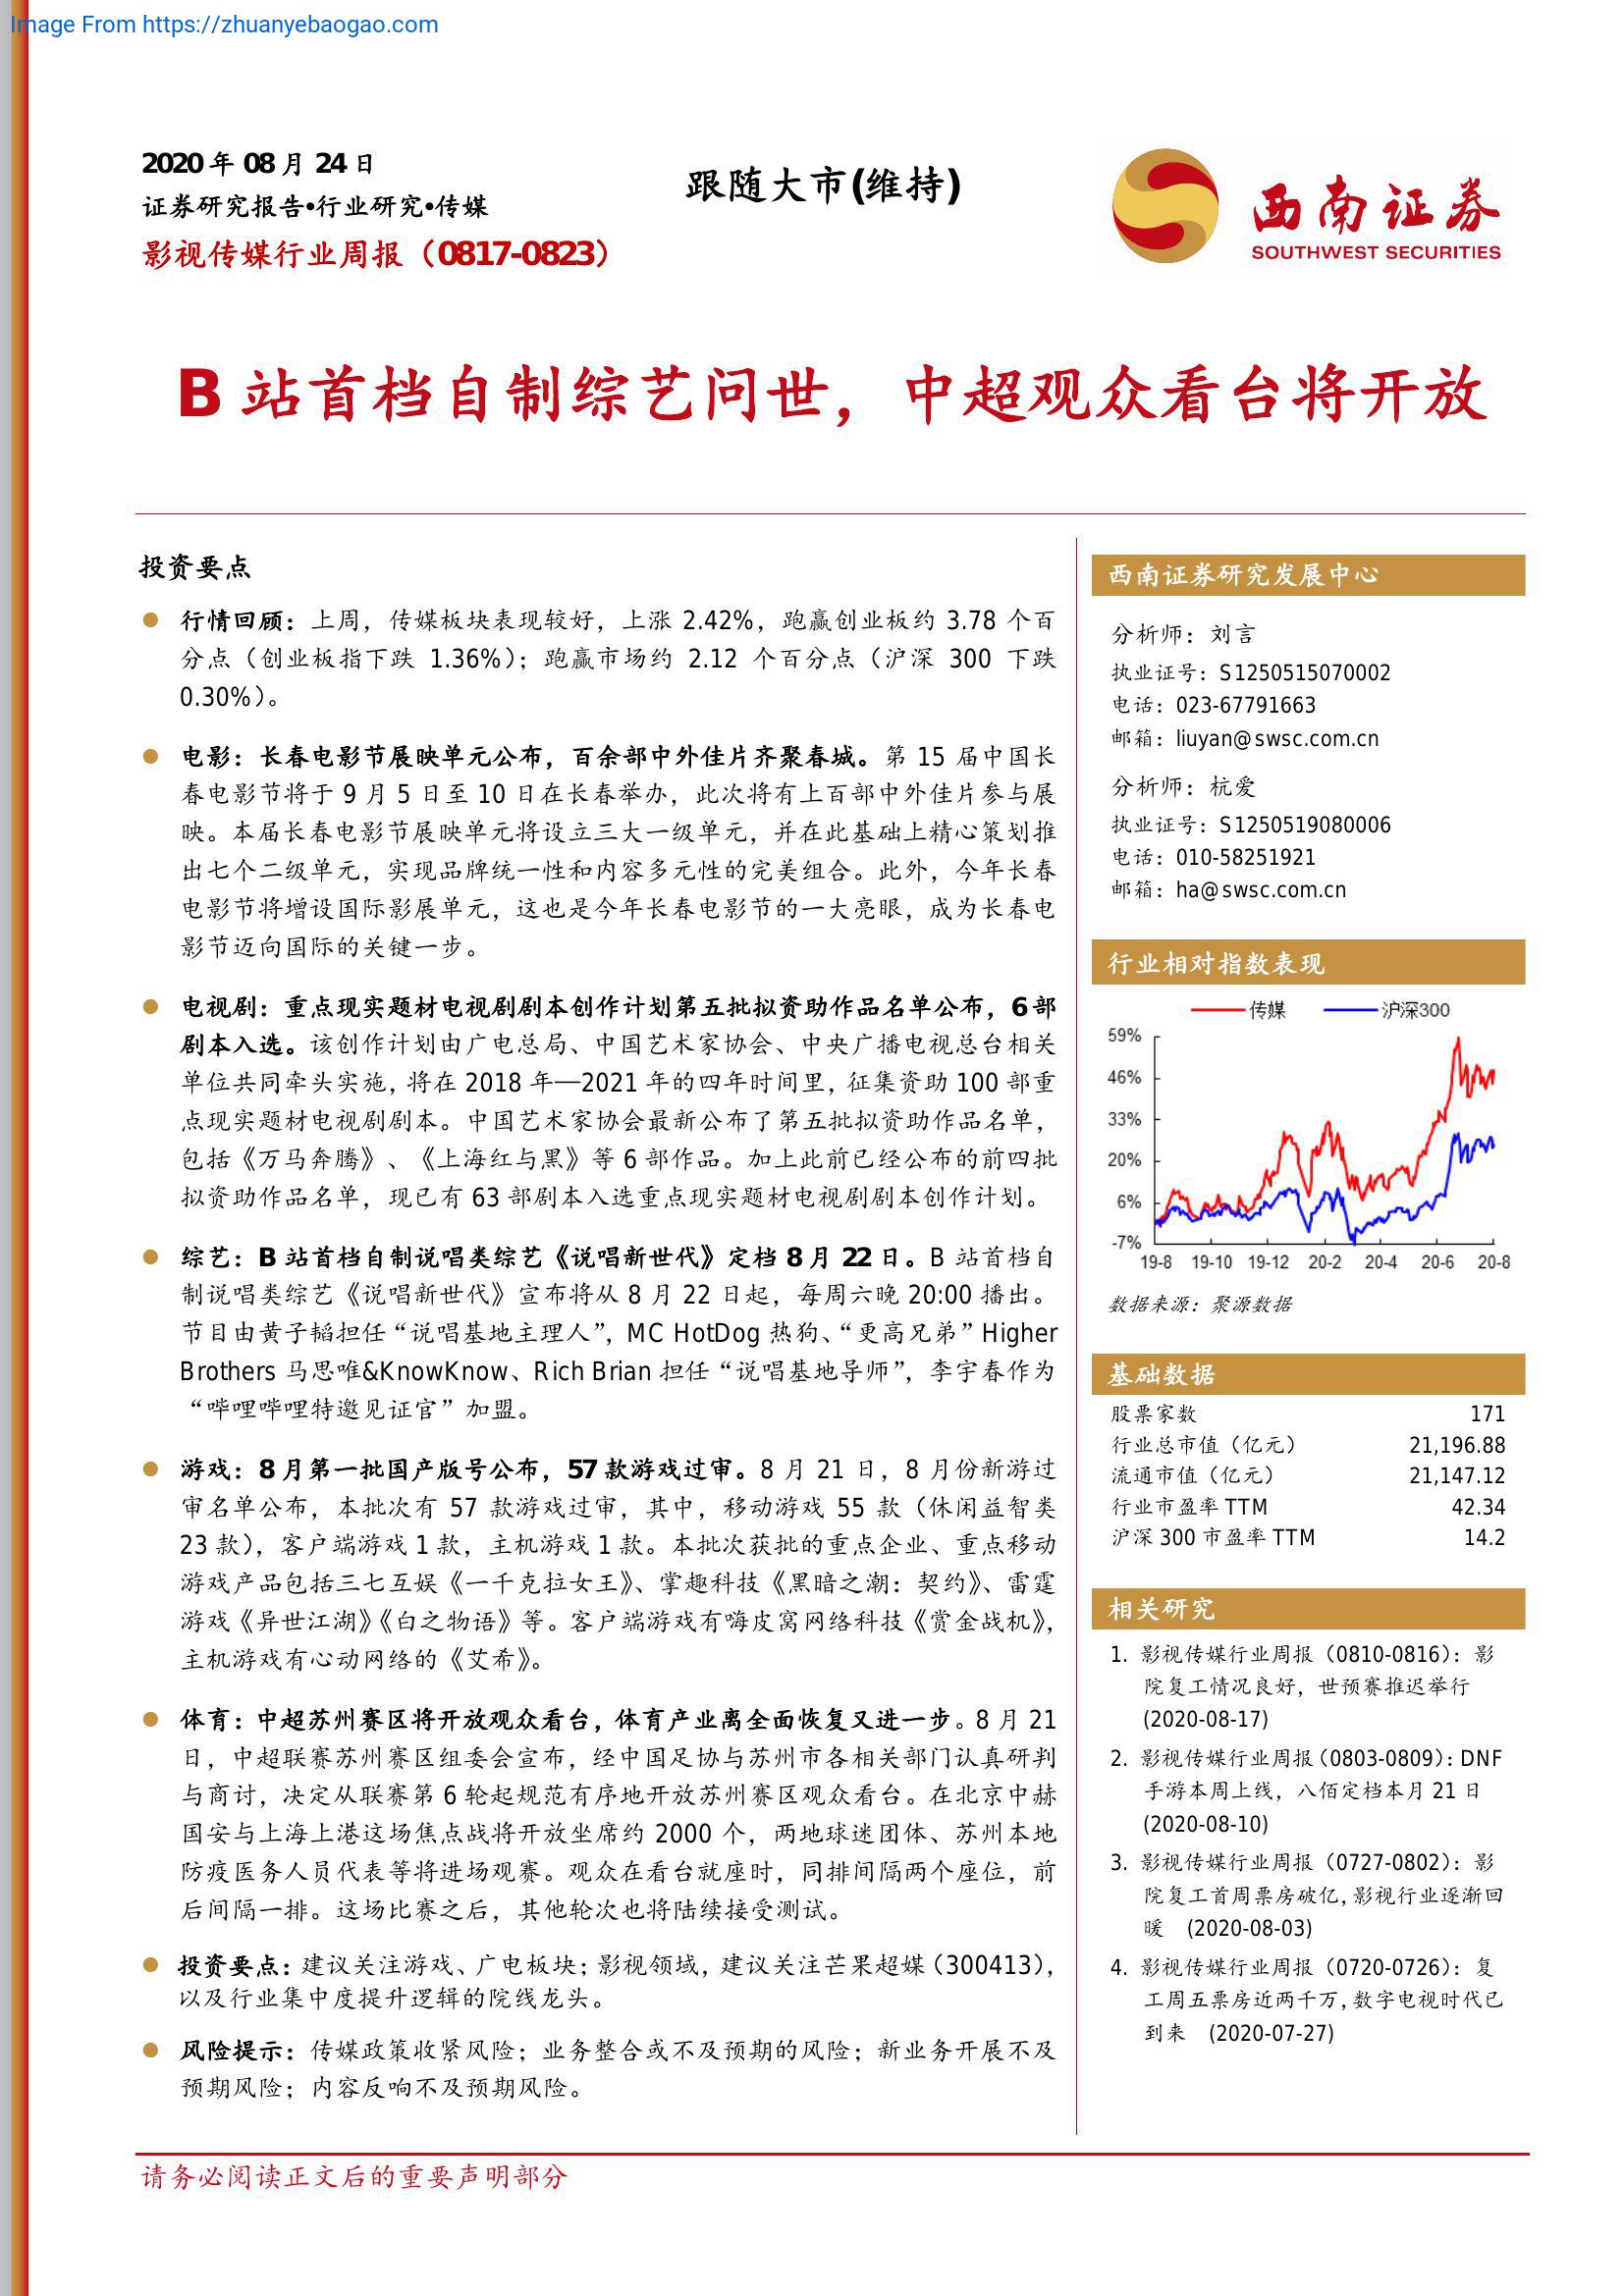 Image From https://zhuanyebaogao.com
2020 年 08 月 24 日
证券研究报告•行业研究•传媒
影视传媒行业周报（0817-0823）
跟随大市(维持)
西南证券
SOUTHWEST SECURITIES
B 站首档自制综艺问世，中超观众看台将开放
投资要点
行情回顾：上周，传媒板块表现较好，上涨 2.42%，跑赢创业板约 3.78 个百
分点（创业板指下跌 1.36%）；跑赢市场约 2.12 个百分点（沪深 300 下跌
0.30%）。
电影：长春电影节展映单元公布，百余部中外佳片齐聚春城。第 15 届中国长
春电影节将于 9 月 5 日至 10 日在长春举办，此次将有上百部中外佳片参与展
映。本届长春电影节展映单元将设立三大一级单元，并在此基础上精心策划推
出七个二级单元，实现品牌统一性和内容多元性的完美组合。此外，今年长春
电影节将增设国际影展单元，这也是今年长春电影节的一大亮眼，成为长春电
影节迈向国际的关键一步。
电视剧：重点现实题材电视剧剧本创作计划第五批拟资助作品名单公布，6 部
剧本入选。该创作计划由广电总局、中国艺术家协会、中央广播电视总台相关
单位共同牵头实施，将在 2018 年—2021 年的四年时间里，征集资助 100 部重
点现实题材电视剧剧本。中国艺术家协会最新公布了第五批拟资助作品名单，
包括《万马奔腾》、《上海红与黑》等 6 部作品。加上此前已经公布的前四批
拟资助作品名单，现已有 63 部剧本入选重点现实题材电视剧剧本创作计划。
综艺：B 站首档自制说唱类综艺《说唱新世代》定档 8 月 22 日。B 站首档自
制说唱类综艺《说唱新世代》宣布将从 8 月 22 日起，每周六晚 20:00 播出。
节目由黄子韬担任“说唱基地主理人”，MC HotDog 热狗、“更高兄弟”Higher
Brothers 马思唯&KnowKnow、Rich Brian 担任“说唱基地导师”，李宇春作为
“哔哩哔哩特邀见证官”加盟。
游戏：8 月第一批国产版号公布，57 款游戏过审。8 月 21 日，8 月份新游过
审名单公布，本批次有 57 款游戏过审，其中，移动游戏 55 款（休闲益智类
23 款），客户端游戏 1 款，主机游戏 1 款。本批次获批的重点企业、重点移动
游戏产品包括三七互娱《一千克拉女王》、掌趣科技《黑暗之潮：契约》、雷霆
游戏《异世江湖》《白之物语》等。客户端游戏有嗨皮窝网络科技《赏金战机》，
主机游戏有心动网络的《艾希》。
体育：中超苏州赛区将开放观众看台，体育产业离全面恢复又进一步。8 月 21
日，中超联赛苏州赛区组委会宣布，经中国足协与苏州市各相关部门认真研判
与商讨，决定从联赛第 6 轮起规范有序地开放苏州赛区观众看台。在北京中赫
国安与上海上港这场焦点战将开放坐席约 2000 个，两地球迷团体、苏州本地
防疫医务人员代表等将进场观赛。观众在看台就座时，同排间隔两个座位，前
后间隔一排。这场比赛之后，其他轮次也将陆续接受测试。
投资要点：建议关注游戏、广电板块；影视领域，建议关注芒果超媒（300413），
以及行业集中度提升逻辑的院线龙头。
风险提示：传媒政策收紧风险；业务整合或不及预期的风险；新业务开展不及
预期风险；内容反响不及预期风险。
西南证券研究发展中心
分析师：刘言
执业证号：S1250515070002
电话：023-67791663
邮箱：liuyan@swsc.com.cn
分析师：杭爱
执业证号：S1250519080006
电话：010-58251921
邮箱：ha@swsc.com.cn
行业相对指数表现
传媒 沪深300
59%
46%
33%
20%
6%
-7%
19-8 19-10 19-12 20-2 20-4 20-6 20-8
数据来源：聚源数据
基础数据
股票家数 171
行业总市值（亿元） 21,196.88
流通市值（亿元） 21,147.12
行业市盈率 TTM 42.34
沪深 300 市盈率 TTM 14.2
相关研究
1. 影视传媒行业周报（0810-0816）：影
院复工情况良好，世预赛推迟举行
(2020-08-17)
2. 影视传媒行业周报（0803-0809）：DNF
手游本周上线，八佰定档本月 21 日
(2020-08-10)
3. 影视传媒行业周报（0727-0802）：影
院复工首周票房破亿，影视行业逐渐回
暖 (2020-08-03)
4. 影视传媒行业周报（0720-0726）：复
工周五票房近两千万，数字电视时代已
到来 (2020-07-27)
请务必阅读正文后的重要声明部分